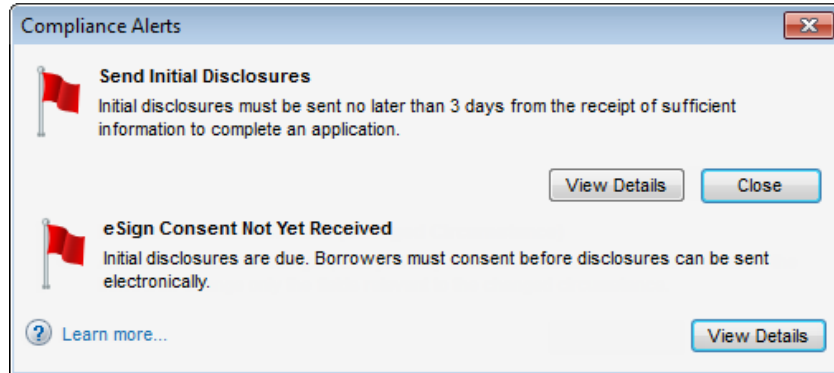 Compliance Alerts
Send Initial Disclosures
Initial disclosures must be sent no later than 3 days from the receipt of sufficient
information to complete an application.
View Details Close
eSign Consent Not Yet Received
Initial disclosures are due. Borrowers must consent before disclosures can be sent
electronically.
? Learn more... View Details